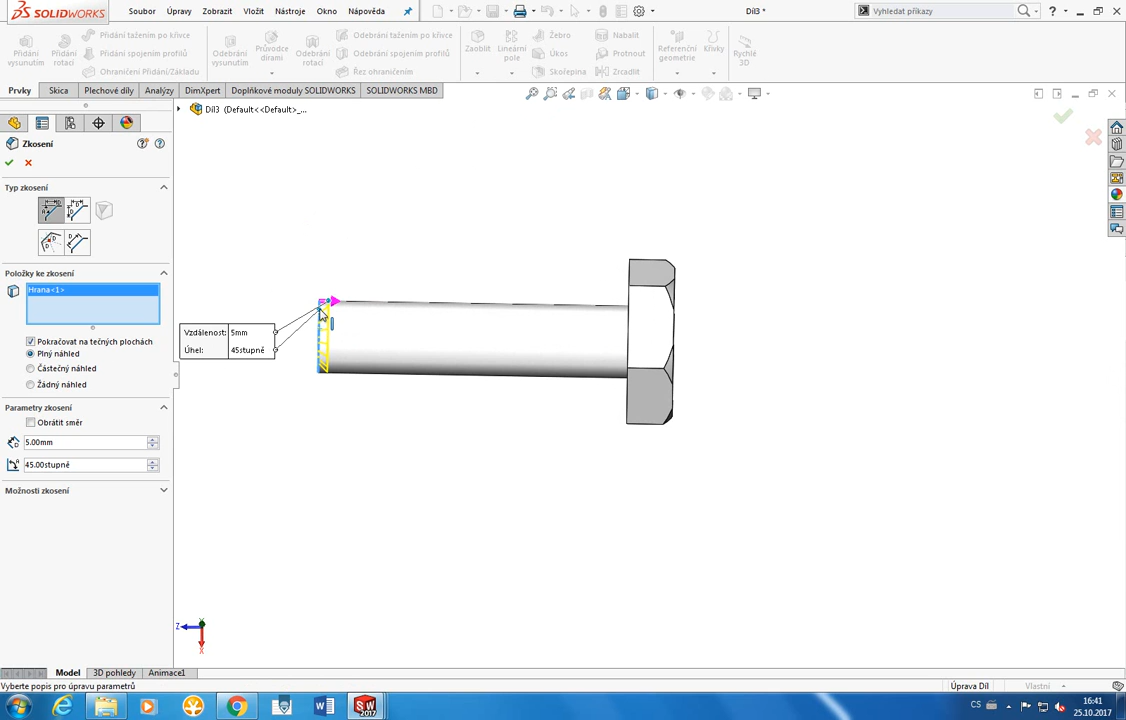 SOLIDWORKS
Soubor Úpravy Zobrazit Vložit Nástroje Okno Nápověda
Díl3 *
Vyhledat příkazy
?
Přidání vysunutím
Přidání rotací
Přidání tažením po křivce
Přidání spojením profilů
Ohraničení Přidání/Základu
Odebrání vysunutím
Průvodce dírami
Odebrání rotací
Odebrání tažením po křivce
Odebrání spojením profilů
Řez ohraničením
Zaoblit
Lineární pole
Žebro
Úkos
Skořepina
Nabalit
Protnout
Zrcadlit
Referenční geometrie
Křivky
Rychlé 3D
Prvky Skica Plechové díly Analýzy DimXpert Doplňkové moduly SOLIDWORKS SOLIDWORKS MBD
Díl3 (Default<<Default>_...
Zkosení
Typ zkosení
Položky ke zkosení
Hrana<1>
Pokračovat na tečných plochách
Plný náhled
Částečný náhled
Žádný náhled
Parametry zkosení
Obrátit směr
5.00mm
45.00stupně
Možnosti zkosení
Vzdálenost: 5mm
Úhel: 45stupně
Z
X
Model 3D pohledy Animace1
Vyberte popis pro úpravu parametrů
Úprava Díl
Vlastní
SW
2017
CS
16:41
25.10.2017